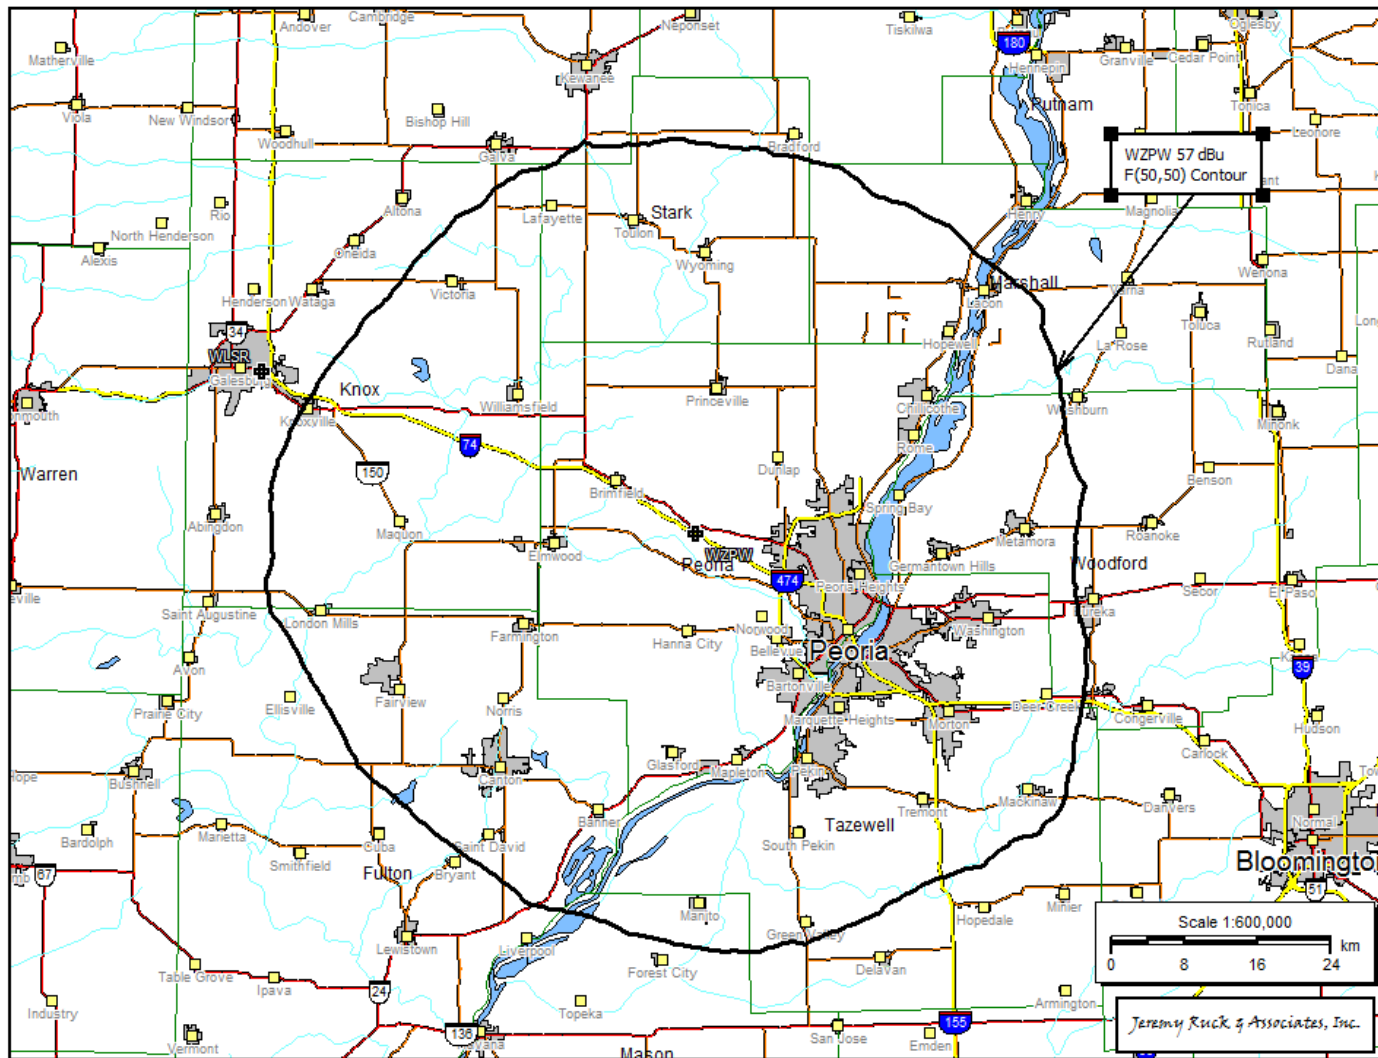 Andover
Cambridge
Neponset
Tiskilwa
180
Oglesby
Matherville
Kewanee
Hennepin
Granville
Cedar Point
Viola
New Windsor
Bishop Hill
Putnam
Tonica
Woodhull
Galva
Bradford
Leonore
WZPW 57 dBu
F(50,50) Contour
Rio
Altona
Lafayette
Stark
Toulon
Henry
Magnolia
North Henderson
Oneida
Alexis
Wyoming
Wenona
Henderson
Wataga
Victoria
Marshall
Lacon
Varna
Toluca
34
Hopewell
La Rose
Rutland
WLSR
Galesburg
Dana
Knox
Williamsfield
Princeville
Chillicothe
Washburn
Knoxville
Minonk
74
Rome
Warren
150
Dunlap
Benson
Brimfield
Spring Bay
Abingdon
Maquon
Elmwood
WZPW
Peoria
Metamora
Roanoke
Germantown Hills
Woodford
474
Peoria Heights
Secor
El Paso
Saint Augustine
London Mills
Farmington
Hanna City
Norwood
Washington
Eureka
Bellevue
Peoria
Avon
39
Bartonville
Prairie City
Ellisville
Fairview
Norris
Marquette Heights
Morton
Deer Creek
Congerville
Hudson
Carlock
Glasford
Mapleton
Pekin
Bushnell
Canton
Tremont
Mackinaw
Danvers
Banner
Bardolph
Marietta
Cuba
Saint David
South Pekin
Tazewell
Normal
Smithfield
Fulton
Bryant
67
51
Manito
Hopedale
Minier
Green Valley
Scale 1:600,000
km
0 8 16 24
Lewistown
Liverpool
Forest City
Delavan
Table Grove
Ipava
24
Topeka
Armington
Industry
136
San Jose
155
Emden
Jeremy Ruck & Associates, Inc.
Vermont
Mason